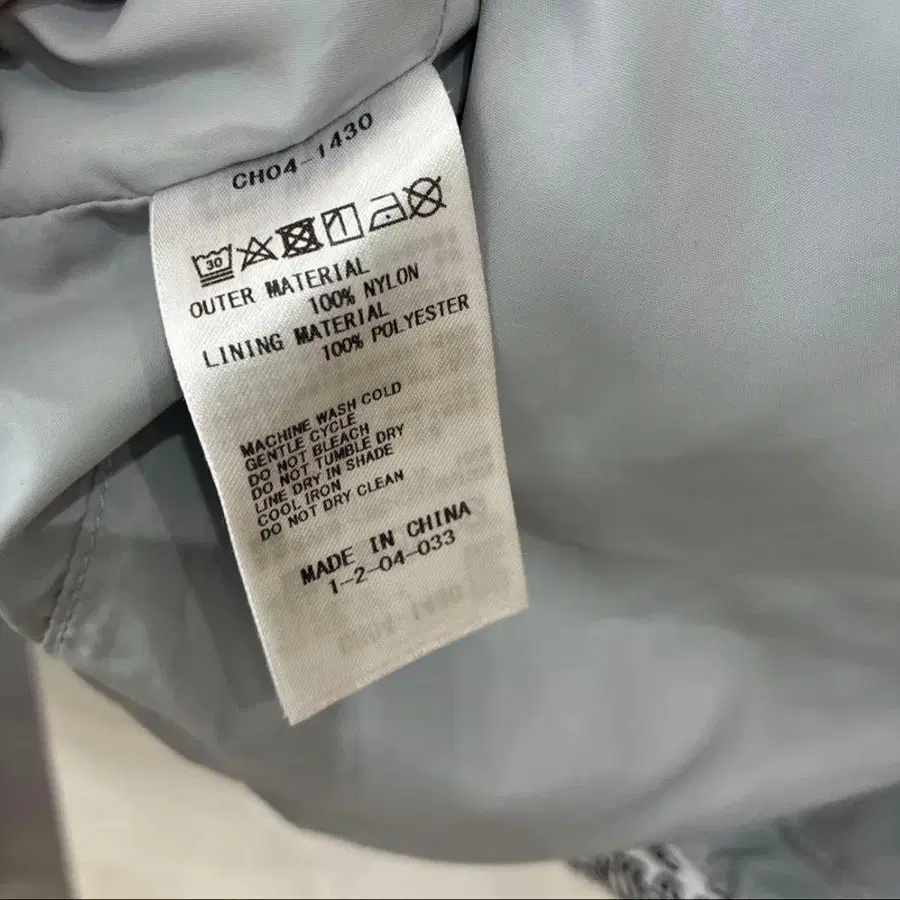 CH04-1430
30
OUTER MATERIAL
100% NYLON
LINING MATERIAL
100% POLYESTER
MACHINE WASH COLD
GENTLE CYCLE
DO NOT BLEACH
DO NOT TUMBLE DRY
LINE DRY IN SHADE
COOL IRON
DO NOT DRY CLEAN
MADE IN CHINA
1-2-04-033